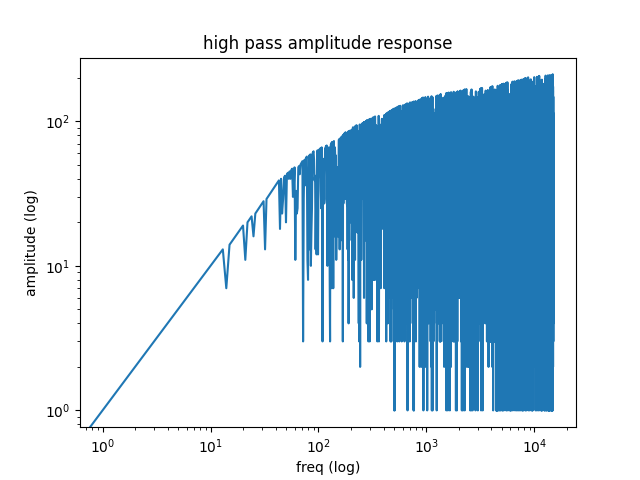 high pass amplitude response
amplitude (log)
10²
10¹
10⁰
10⁰ 10¹ 10² 10³ 10⁴
freq (log)